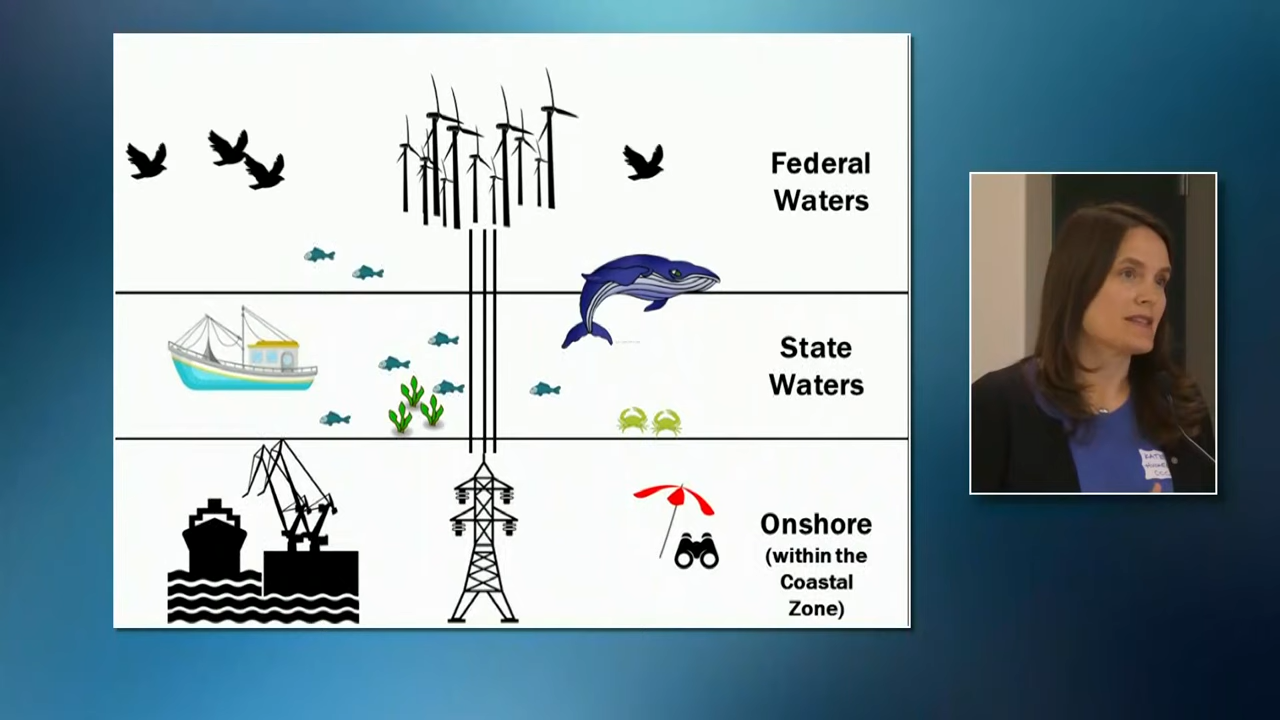 Federal
Waters
State
Waters
Onshore
(within the
Coastal
Zone)